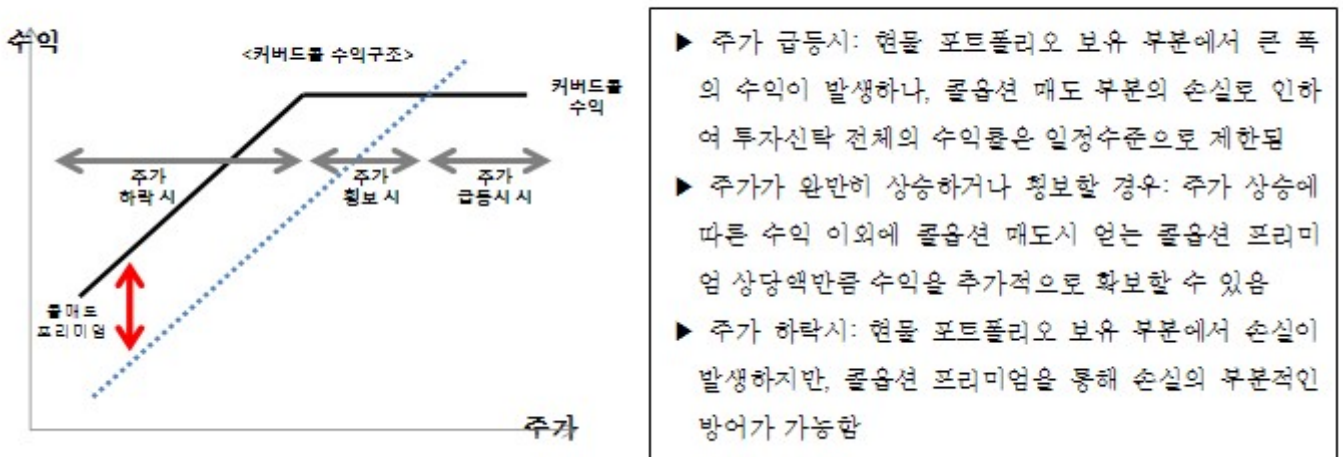 수익
<커버드콜 수익구조>
커버드콜
수익
주가
하락 시
주가
횡보 시
주가
급등시 시
콜매도
프리미엄
주가
▶ 주가 급등시: 현물 포트폴리오 보유 부분에서 큰 폭
의 수익이 발생하나, 콜옵션 매도 부분의 손실로 인하
여 투자신탁 전체의 수익률은 일정수준으로 제한됨
▶ 주가가 완만히 상승하거나 횡보할 경우: 주가 상승에
따른 수익 이외에 콜옵션 매도시 얻는 콜옵션 프리미
엄 상당액만큼 수익을 추가적으로 확보할 수 있음
▶ 주가 하락시: 현물 포트폴리오 보유 부분에서 손실이
발생하지만, 콜옵션 프리미엄을 통해 손실의 부분적인
방어가 가능함